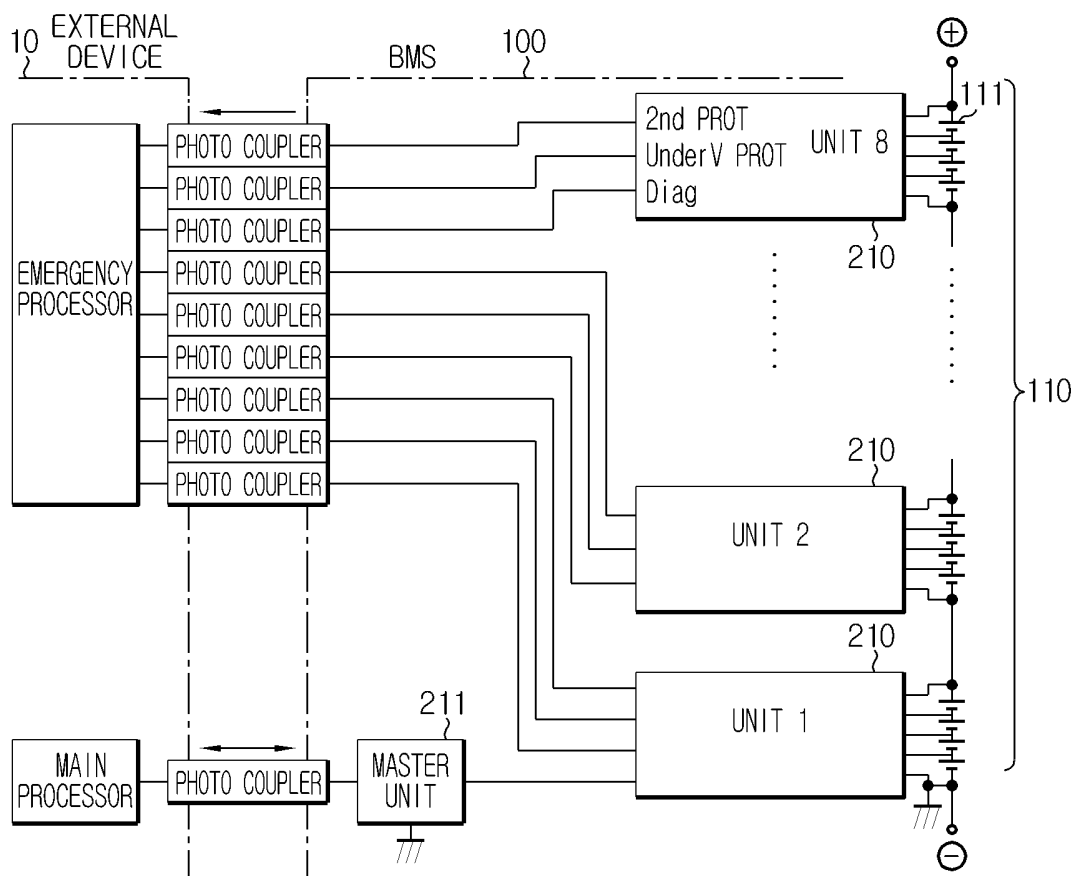 10
EXTERNAL
DEVICE
BMS
100
+
111
110
EMERGENCY
PROCESSOR
PHOTO COUPLER
PHOTO COUPLER
PHOTO COUPLER
PHOTO COUPLER
PHOTO COUPLER
PHOTO COUPLER
PHOTO COUPLER
PHOTO COUPLER
PHOTO COUPLER
2nd PROT
UnderV PROT
Diag
UNIT 8
210
210
UNIT 2
210
UNIT 1
211
MAIN
PROCESSOR
PHOTO COUPLER
MASTER
UNIT
−